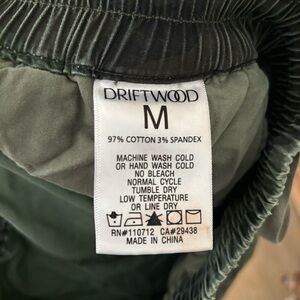 DRIFTWOOD
M
97% COTTON 3% SPANDEX
MACHINE WASH COLD
OR HAND WASH COLD
NO BLEACH
NORMAL CYCLE
TUMBLE DRY
LOW TEMPERATURE
OR LINE DRY
RN#110712 CA#29438
MADE IN CHINA